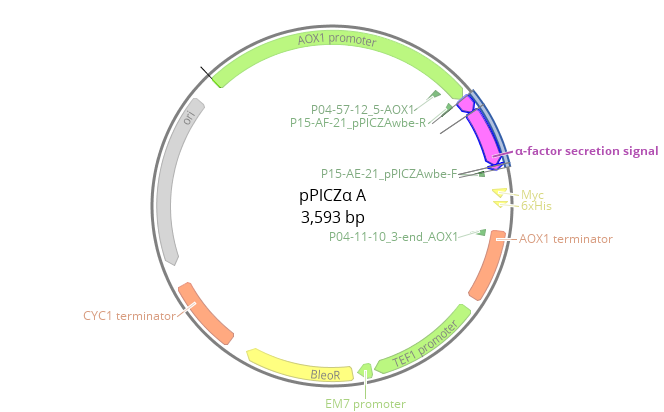 AOX1 promoter
P04-57-12_5-AOX1
P15-AF-21_pPICZAwbe-R
ori
α-factor secretion signal
P15-AE-21_pPICZAwbe-F
pPICZα A
Myc
6xHis
3,593 bp
P04-11-10_3-end_AOX1
AOX1 terminator
CYC1 terminator
TEF1 promoter
BleoR
EM7 promoter